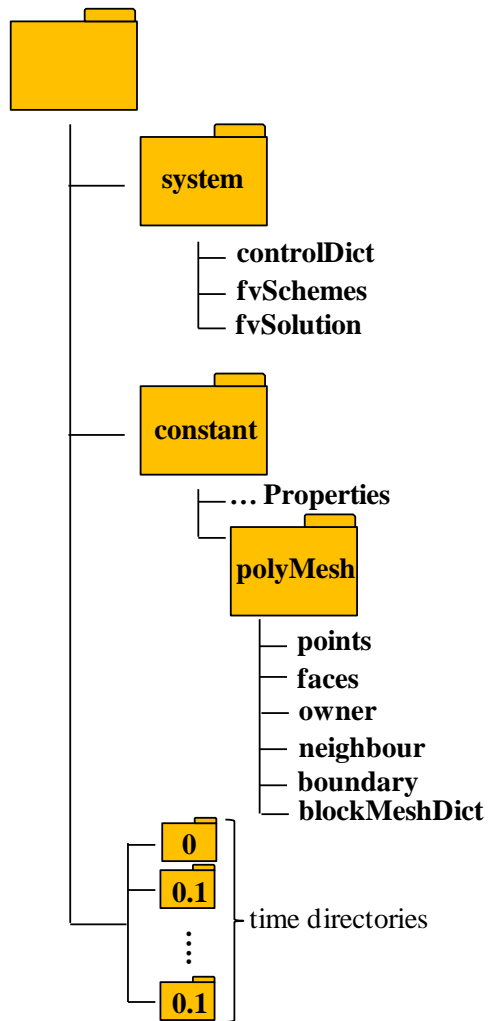 system
controlDict
fvSchemes
fvSolution
constant
... Properties
polyMesh
points
faces
owner
neighbour
boundary
blockMeshDict
0
0.1
time directories
0.1